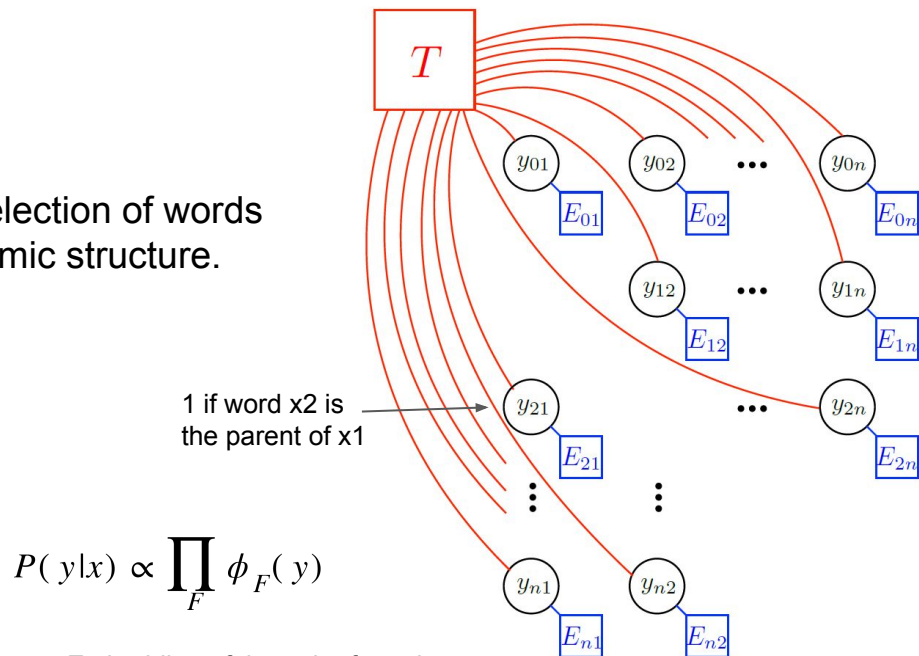 T
y01 y02 ••• y0n
E01 E02 E0n
election of words
mic structure.
y12 ••• y1n
E12 E1n
1 if word x2 is
the parent of x1
y21 ••• y2n
E21 E2n
P( y|x) ∝ ∏F ϕF( y)
yn1 yn2
En1 En2